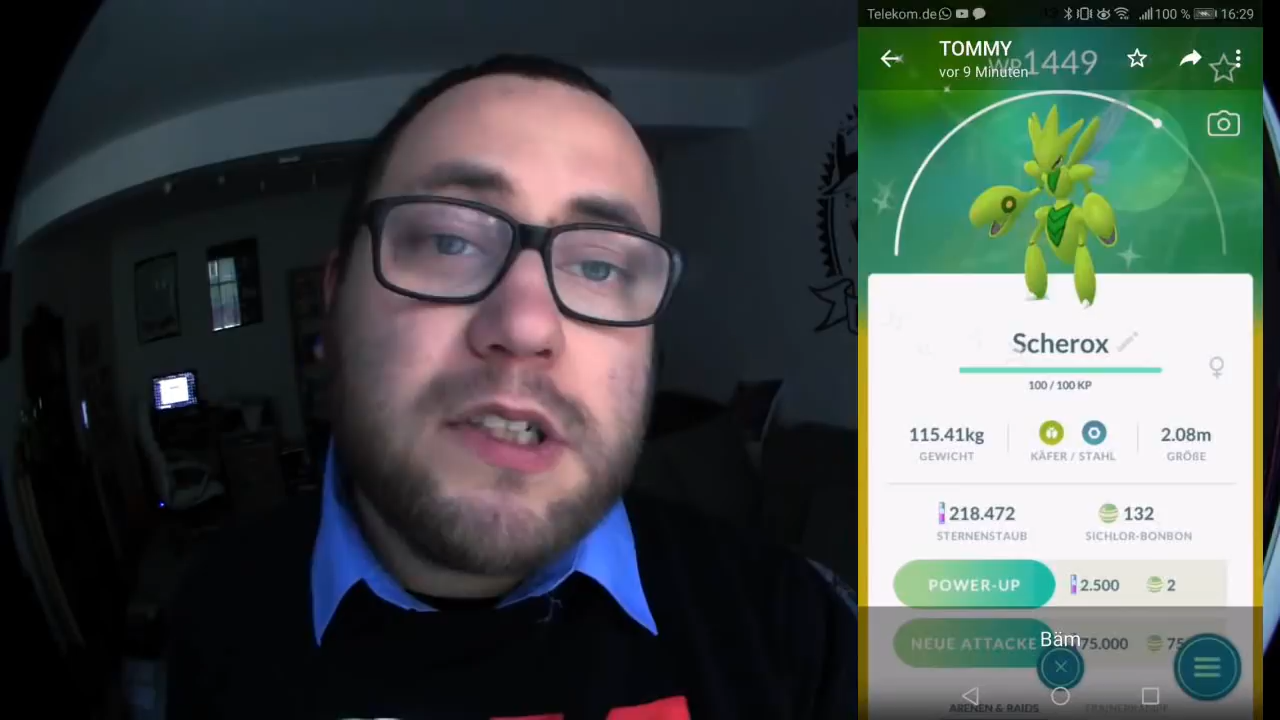 Telekom.de 100 % 16:29
TOMMY
vor 9 Minuten
WP1449
Scherox
100 / 100 KP
115.41kg
GEWICHT
KÄFER / STAHL
2.08m
GRÖßE
218.472
STERNENSTAUB
132
SICHLOR-BONBON
POWER-UP 2.500 2
NEUE ATTACKE 75.000 75
Bäm
ARENEN & RAIDS TRAINERKAMPF